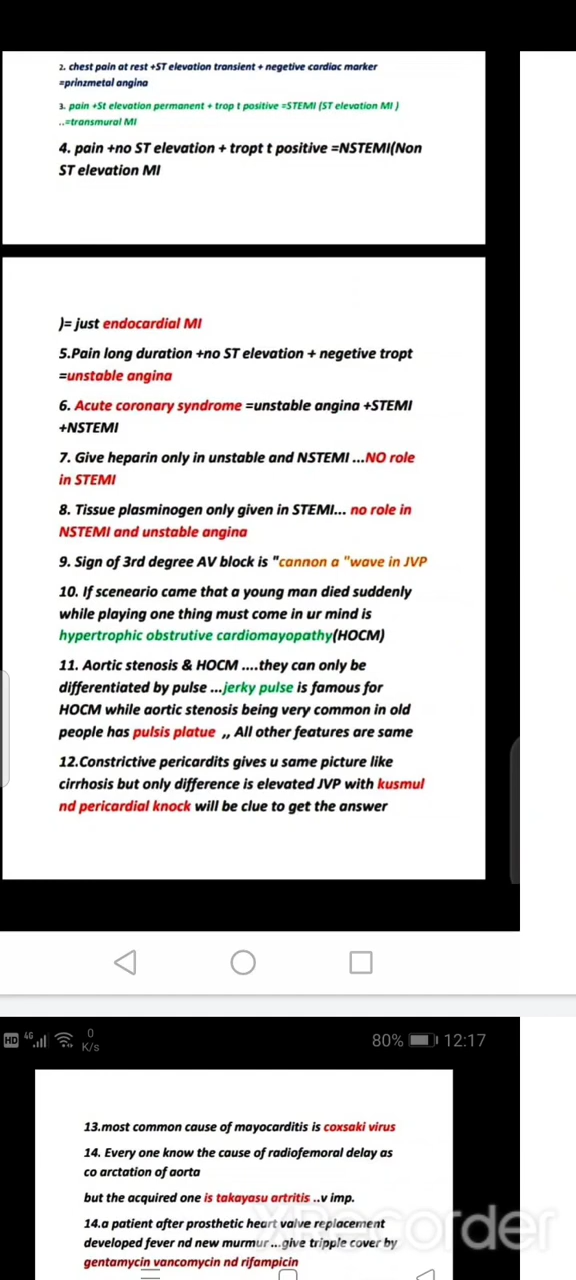 2. chest pain at rest +ST elevation transient + negetive cardiac marker
=prinzmetal angina
3. pain +St elevation permanent + trop t positive =STEMI (ST elevation MI )
..=transmural MI
4. pain +no ST elevation + tropt t positive =NSTEMI(Non
ST elevation MI
)= just endocardial MI
5.Pain long duration +no ST elevation + negetive tropt
=unstable angina
6. Acute coronary syndrome =unstable angina +STEMI
+NSTEMI
7. Give heparin only in unstable and NSTEMI ...NO role
in STEMI
8. Tissue plasminogen only given in STEMI... no role in
NSTEMI and unstable angina
9. Sign of 3rd degree AV block is "cannon a "wave in JVP
10. If sceneario came that a young man died suddenly
while playing one thing must come in ur mind is
hypertrophic obstrutive cardiomayopathy(HOCM)
11. Aortic stenosis & HOCM ....they can only be
differentiated by pulse ...jerky pulse is famous for
HOCM while aortic stenosis being very common in old
people has pulsis platue ,, All other features are same
12.Constrictive pericardits gives u same picture like
cirrhosis but only difference is elevated JVP with kusmul
nd pericardial knock will be clue to get the answer
HD 4G 0 K/s 80% 12:17
13.most common cause of mayocarditis is coxsaki virus
14. Every one know the cause of radiofemoral delay as
co arctation of aorta
but the acquired one is takayasu artritis ..v imp.
14.a patient after prosthetic heart valve replacement
developed fever nd new murmur ...give tripple cover by
gentamycin vancomycin nd rifampicin
XRecorder